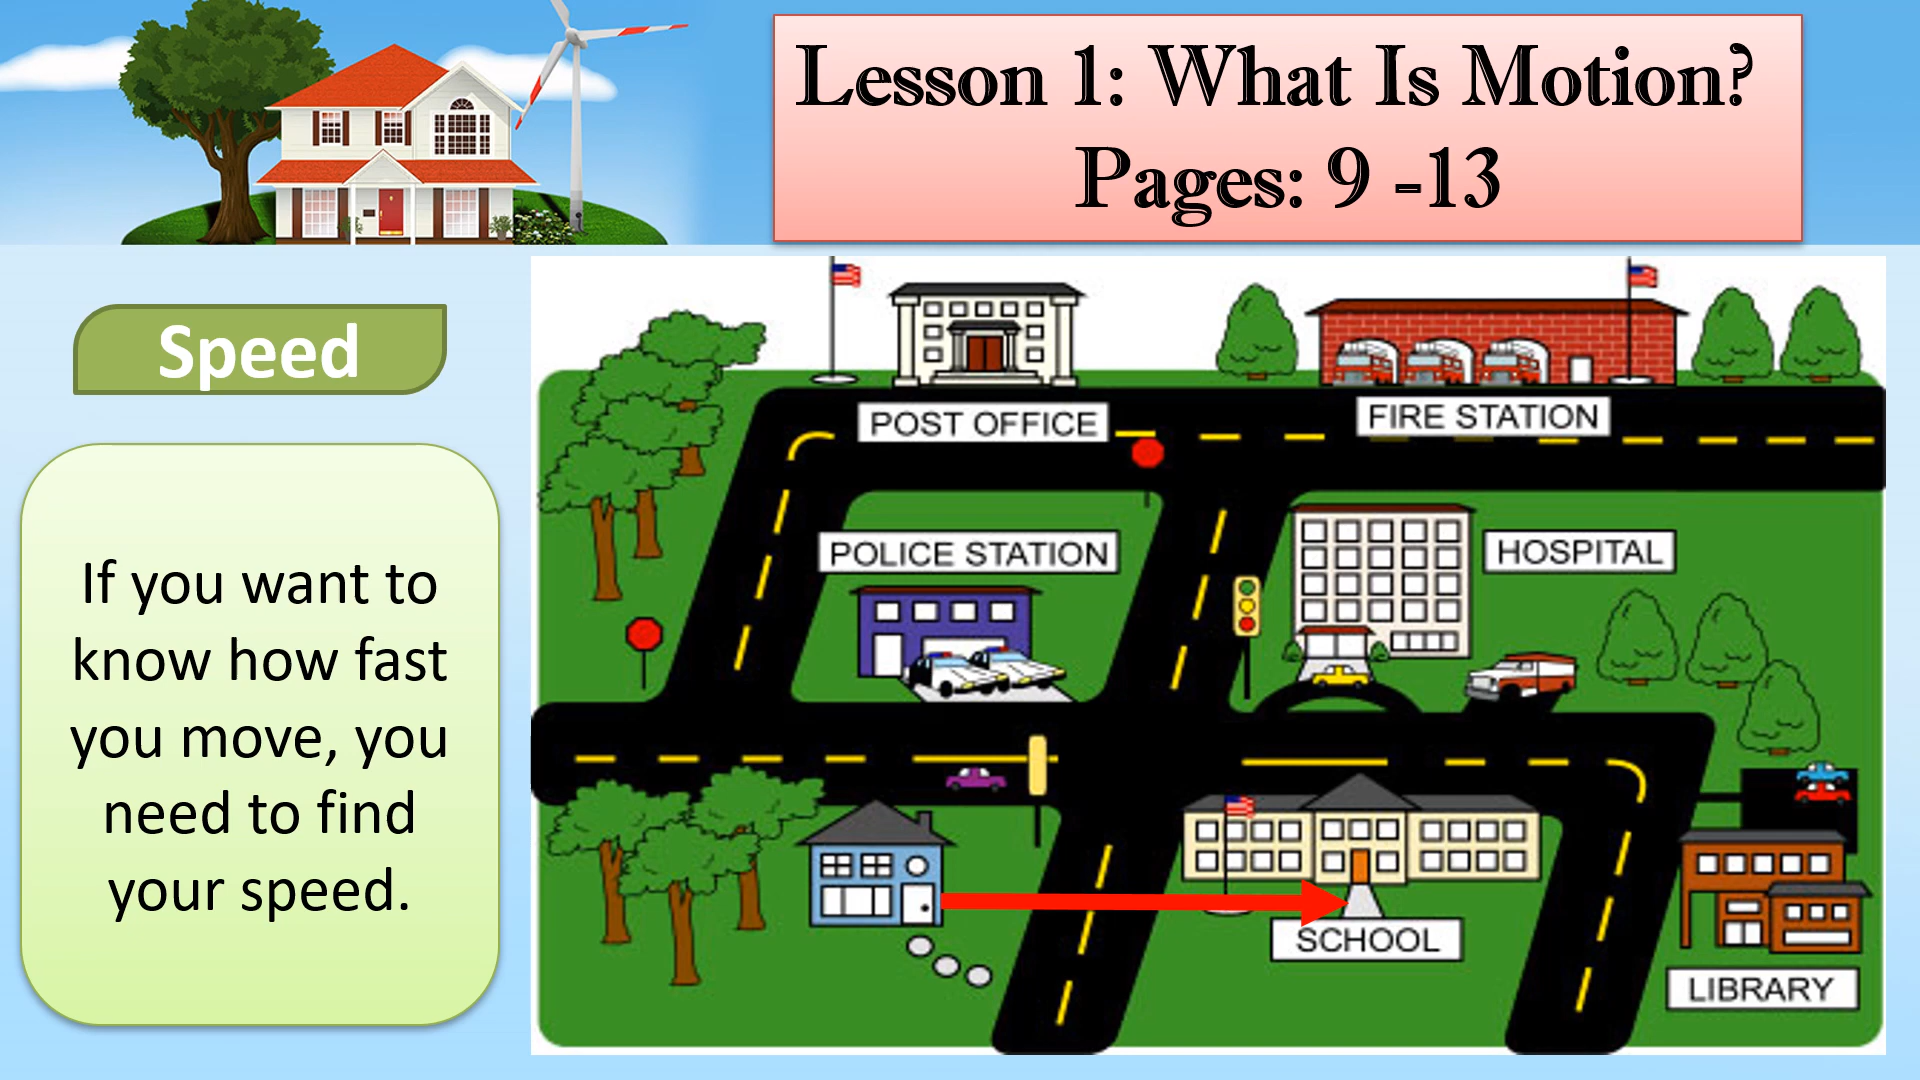 Lesson 1: What Is Motion?
Pages: 9 -13
Speed
If you want to
know how fast
you move, you
need to find
your speed.
POST OFFICE
FIRE STATION
POLICE STATION
HOSPITAL
SCHOOL
LIBRARY